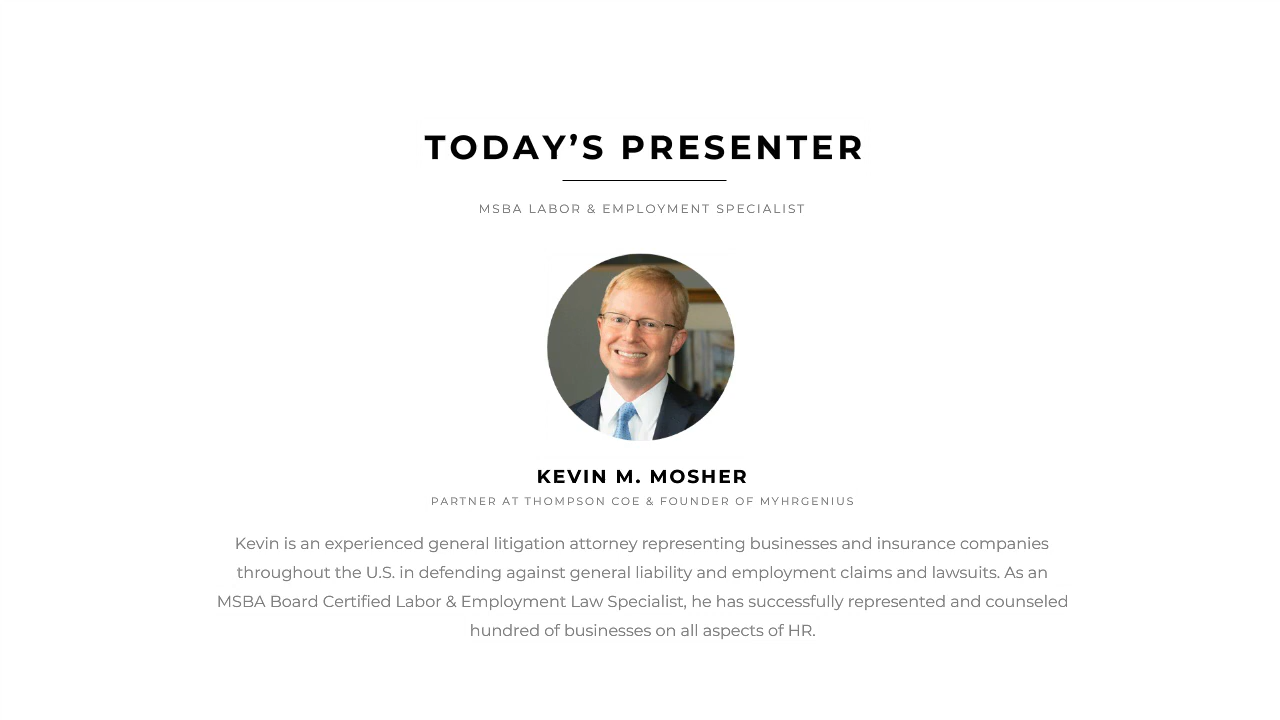 TODAY’S PRESENTER
MSBA LABOR & EMPLOYMENT SPECIALIST
KEVIN M. MOSHER
PARTNER AT THOMPSON COE & FOUNDER OF MYHRGENIUS
Kevin is an experienced general litigation attorney representing businesses and insurance companies
throughout the U.S. in defending against general liability and employment claims and lawsuits. As an
MSBA Board Certified Labor & Employment Law Specialist, he has successfully represented and counseled
hundred of businesses on all aspects of HR.